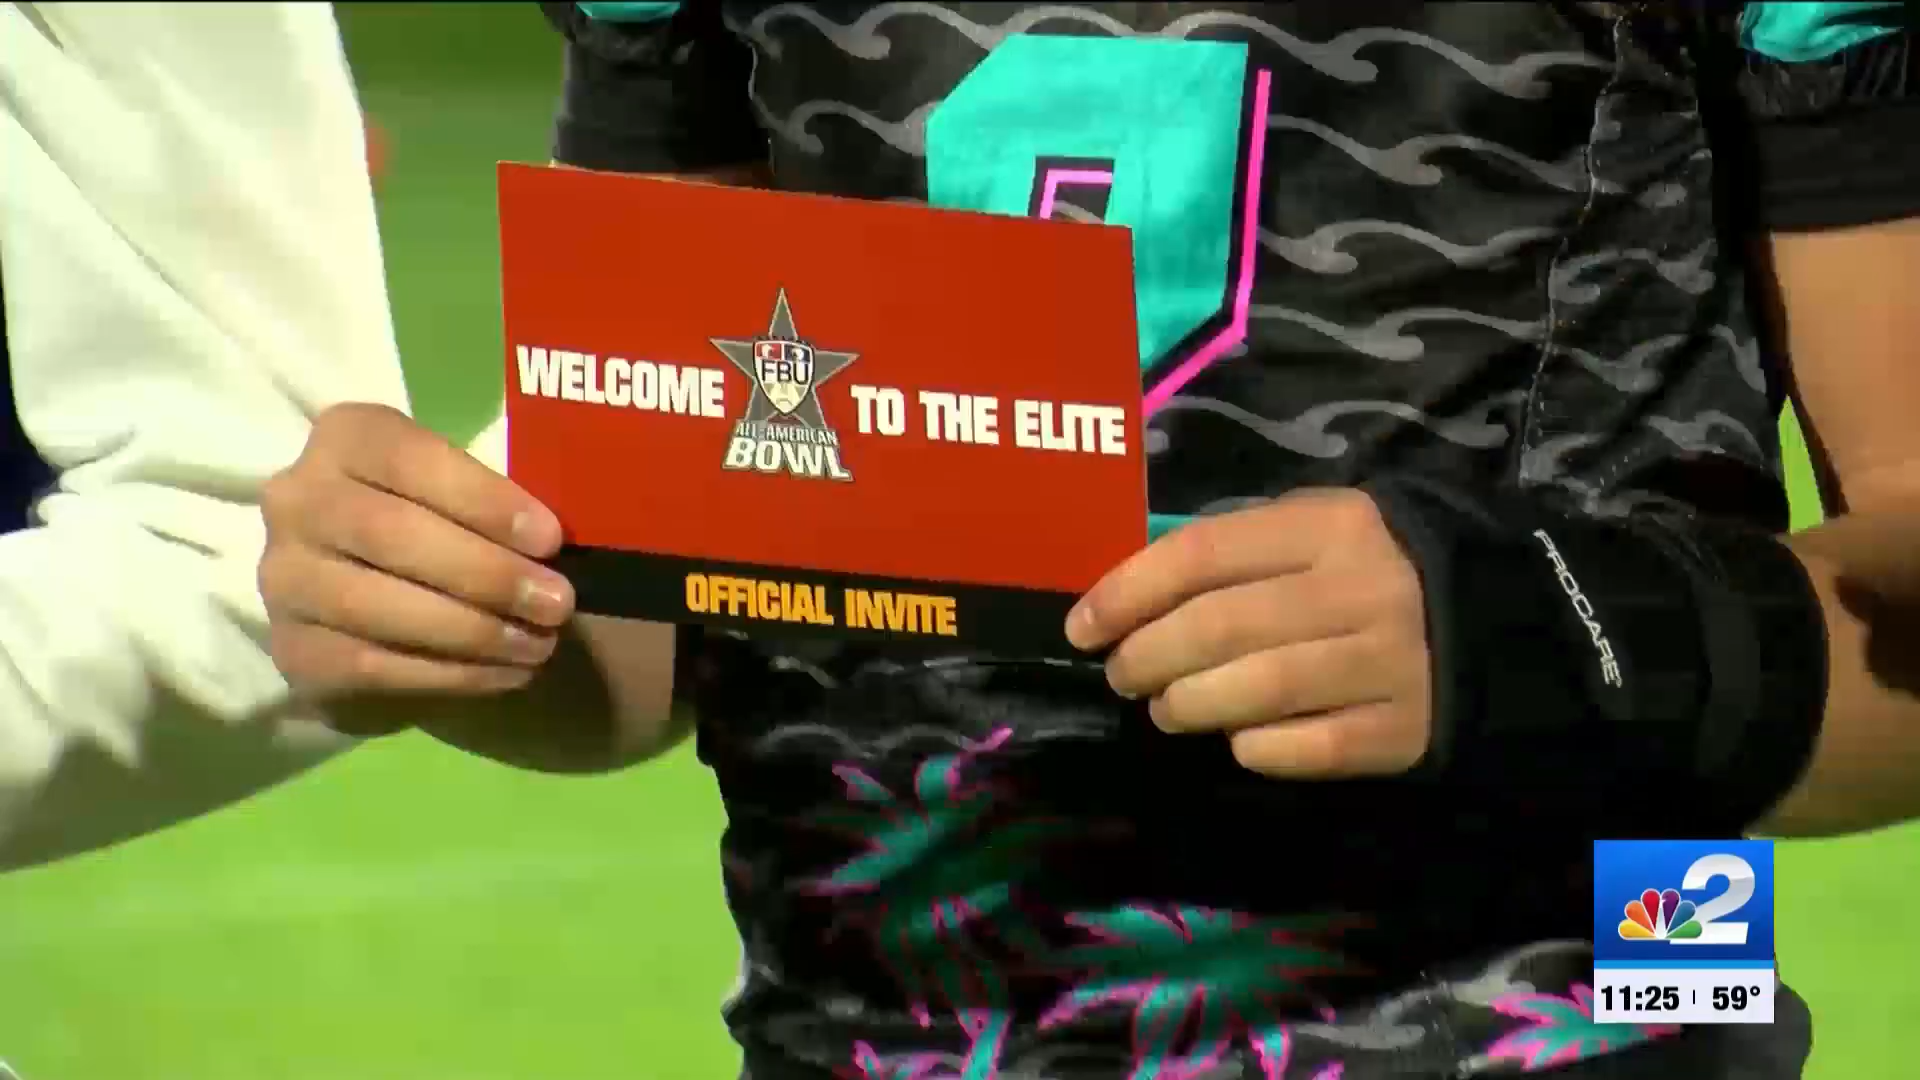 WELCOME FBU TO THE ELITE
ALL-AMERICAN
BOWL
OFFICIAL INVITE
PROCARE
2
11:25 59°